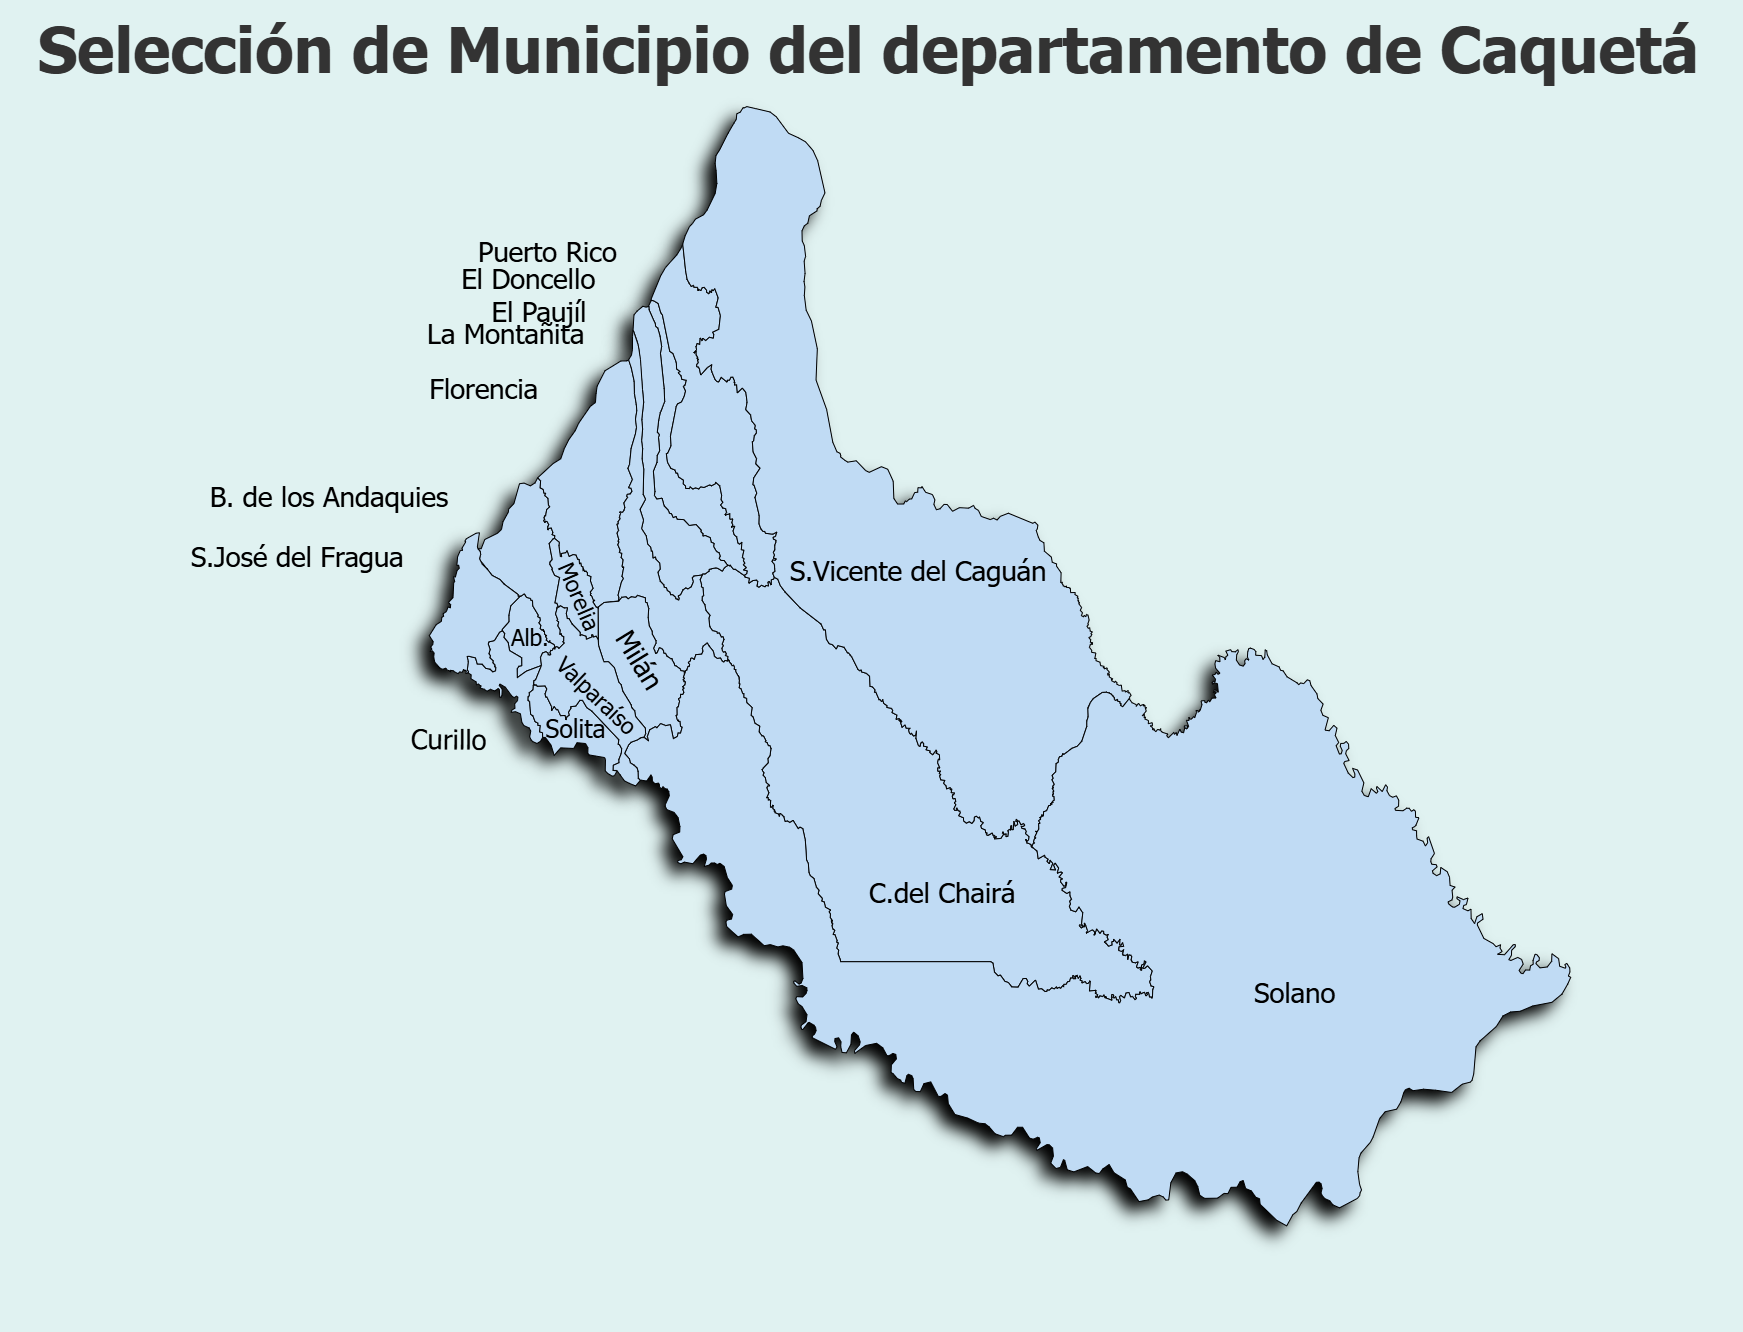 Selección de Municipio del departamento de Caquetá
Puerto Rico
El Doncello
El Paujíl
La Montañita
Florencia
B. de los Andaquies
S.José del Fragua
S.Vicente del Caguán
Morelia
Alb.
Milán
Valparaíso
Solita
Curillo
C.del Chairá
Solano